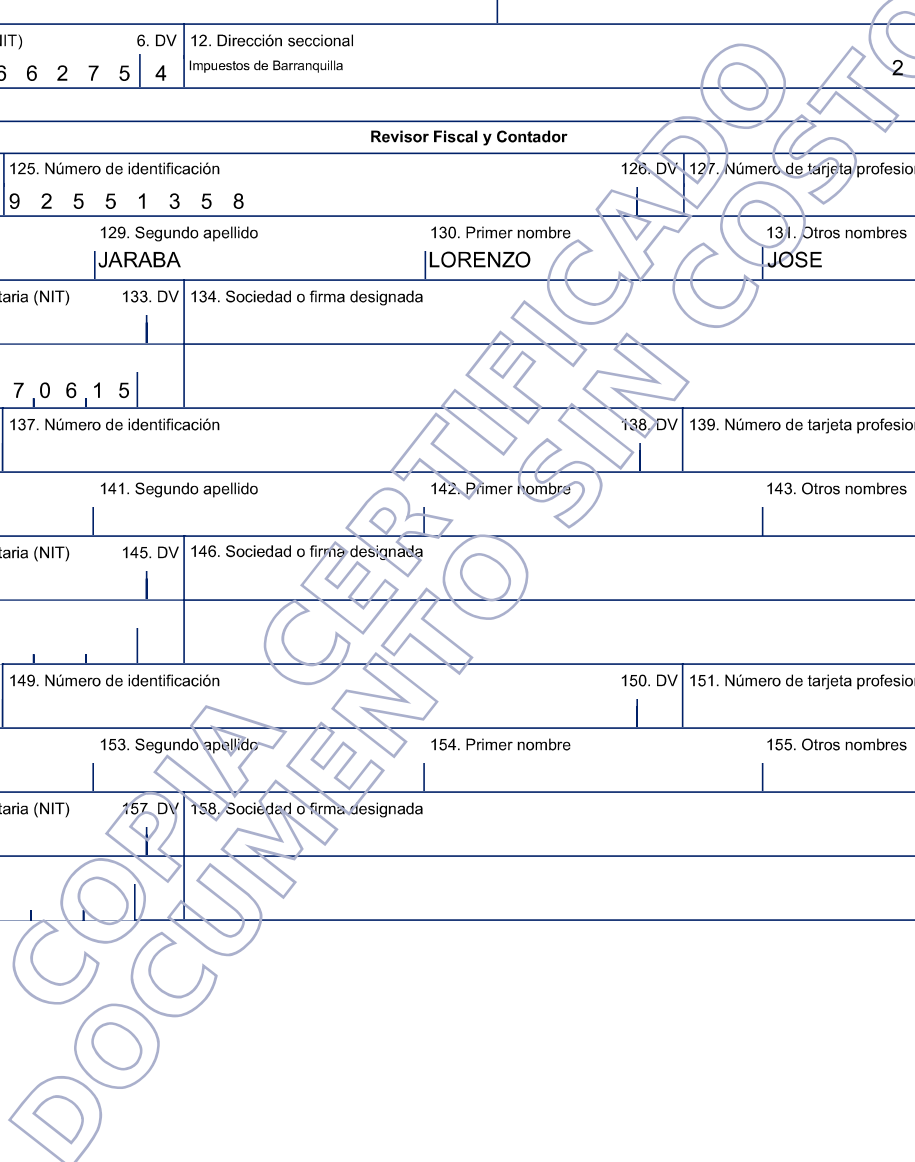 IIT) 6. DV 12. Dirección seccional
6 6 2 7 5 4 Impuestos de Barranquilla 2
Revisor Fiscal y Contador
125. Número de identificación 126. DV 127. Número de tarjeta profesio
9 2 5 5 1 3 5 8
129. Segundo apellido 130. Primer nombre 131. Otros nombres
JARABA LORENZO JOSE
taria (NIT) 133. DV 134. Sociedad o firma designada
7 0 6 1 5
137. Número de identificación 138. DV 139. Número de tarjeta profesio
141. Segundo apellido 142. Primer nombre 143. Otros nombres
taria (NIT) 145. DV 146. Sociedad o firma designada
149. Número de identificación 150. DV 151. Número de tarjeta profesio
153. Segundo apellido 154. Primer nombre 155. Otros nombres
taria (NIT) 157. DV 158. Sociedad o firma designada
COPIA CERTIFICADO
DOCUMENTO SIN COSTO